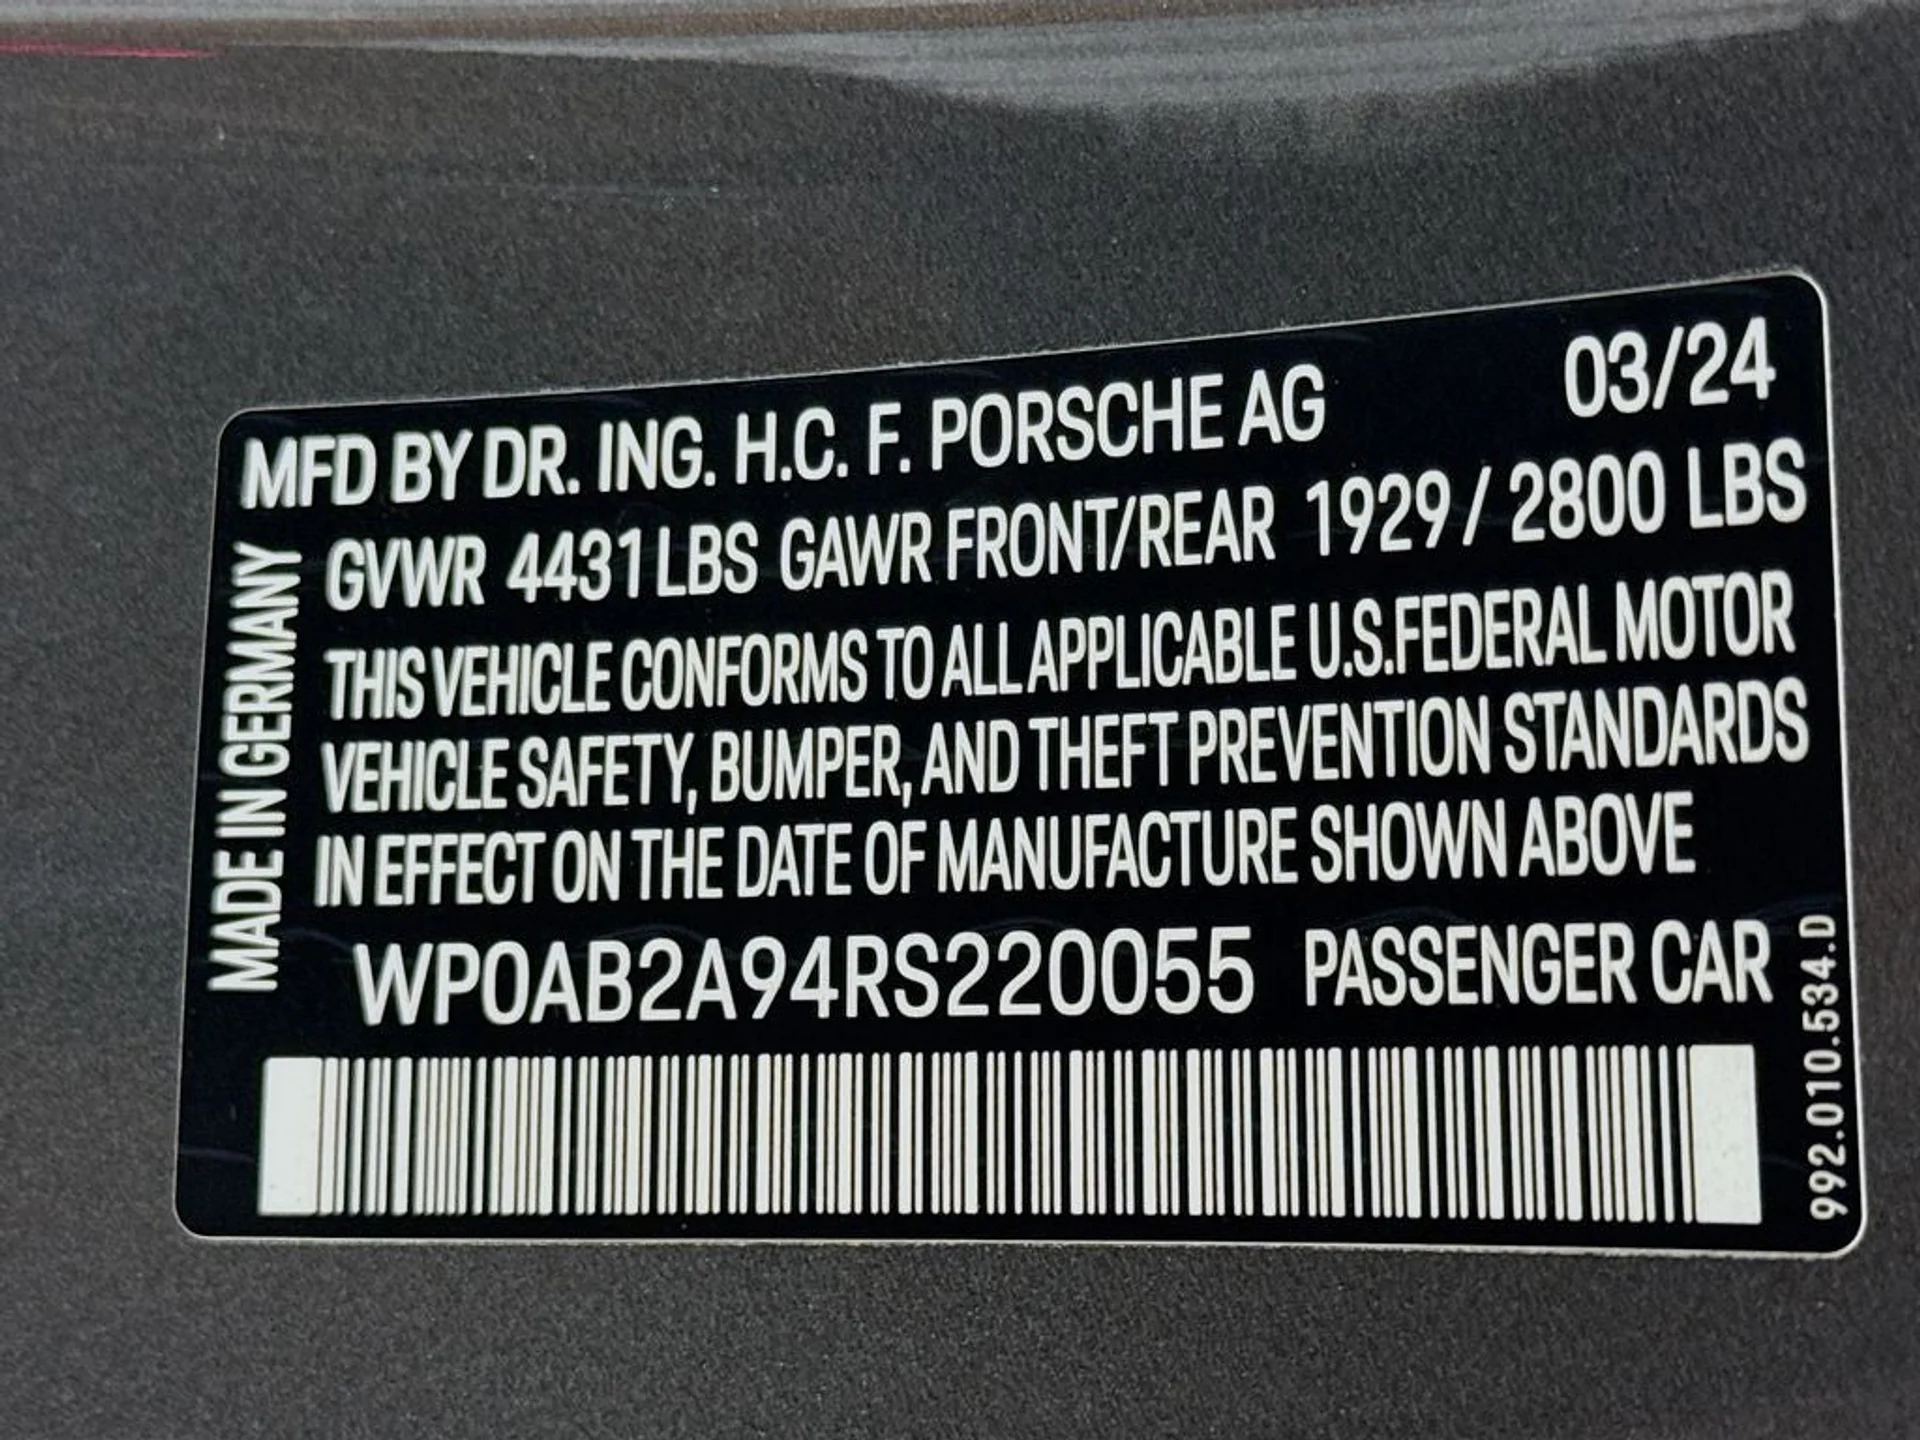 MFD BY DR. ING. H.C. F. PORSCHE AG 03/24
GVWR 4431 LBS GAWR FRONT/REAR 1929 / 2800 LBS
THIS VEHICLE CONFORMS TO ALL APPLICABLE U.S.FEDERAL MOTOR
VEHICLE SAFETY, BUMPER, AND THEFT PREVENTION STANDARDS
IN EFFECT ON THE DATE OF MANUFACTURE SHOWN ABOVE
WP0AB2A94RS220055 PASSENGER CAR
MADE IN GERMANY
992.010.534.D